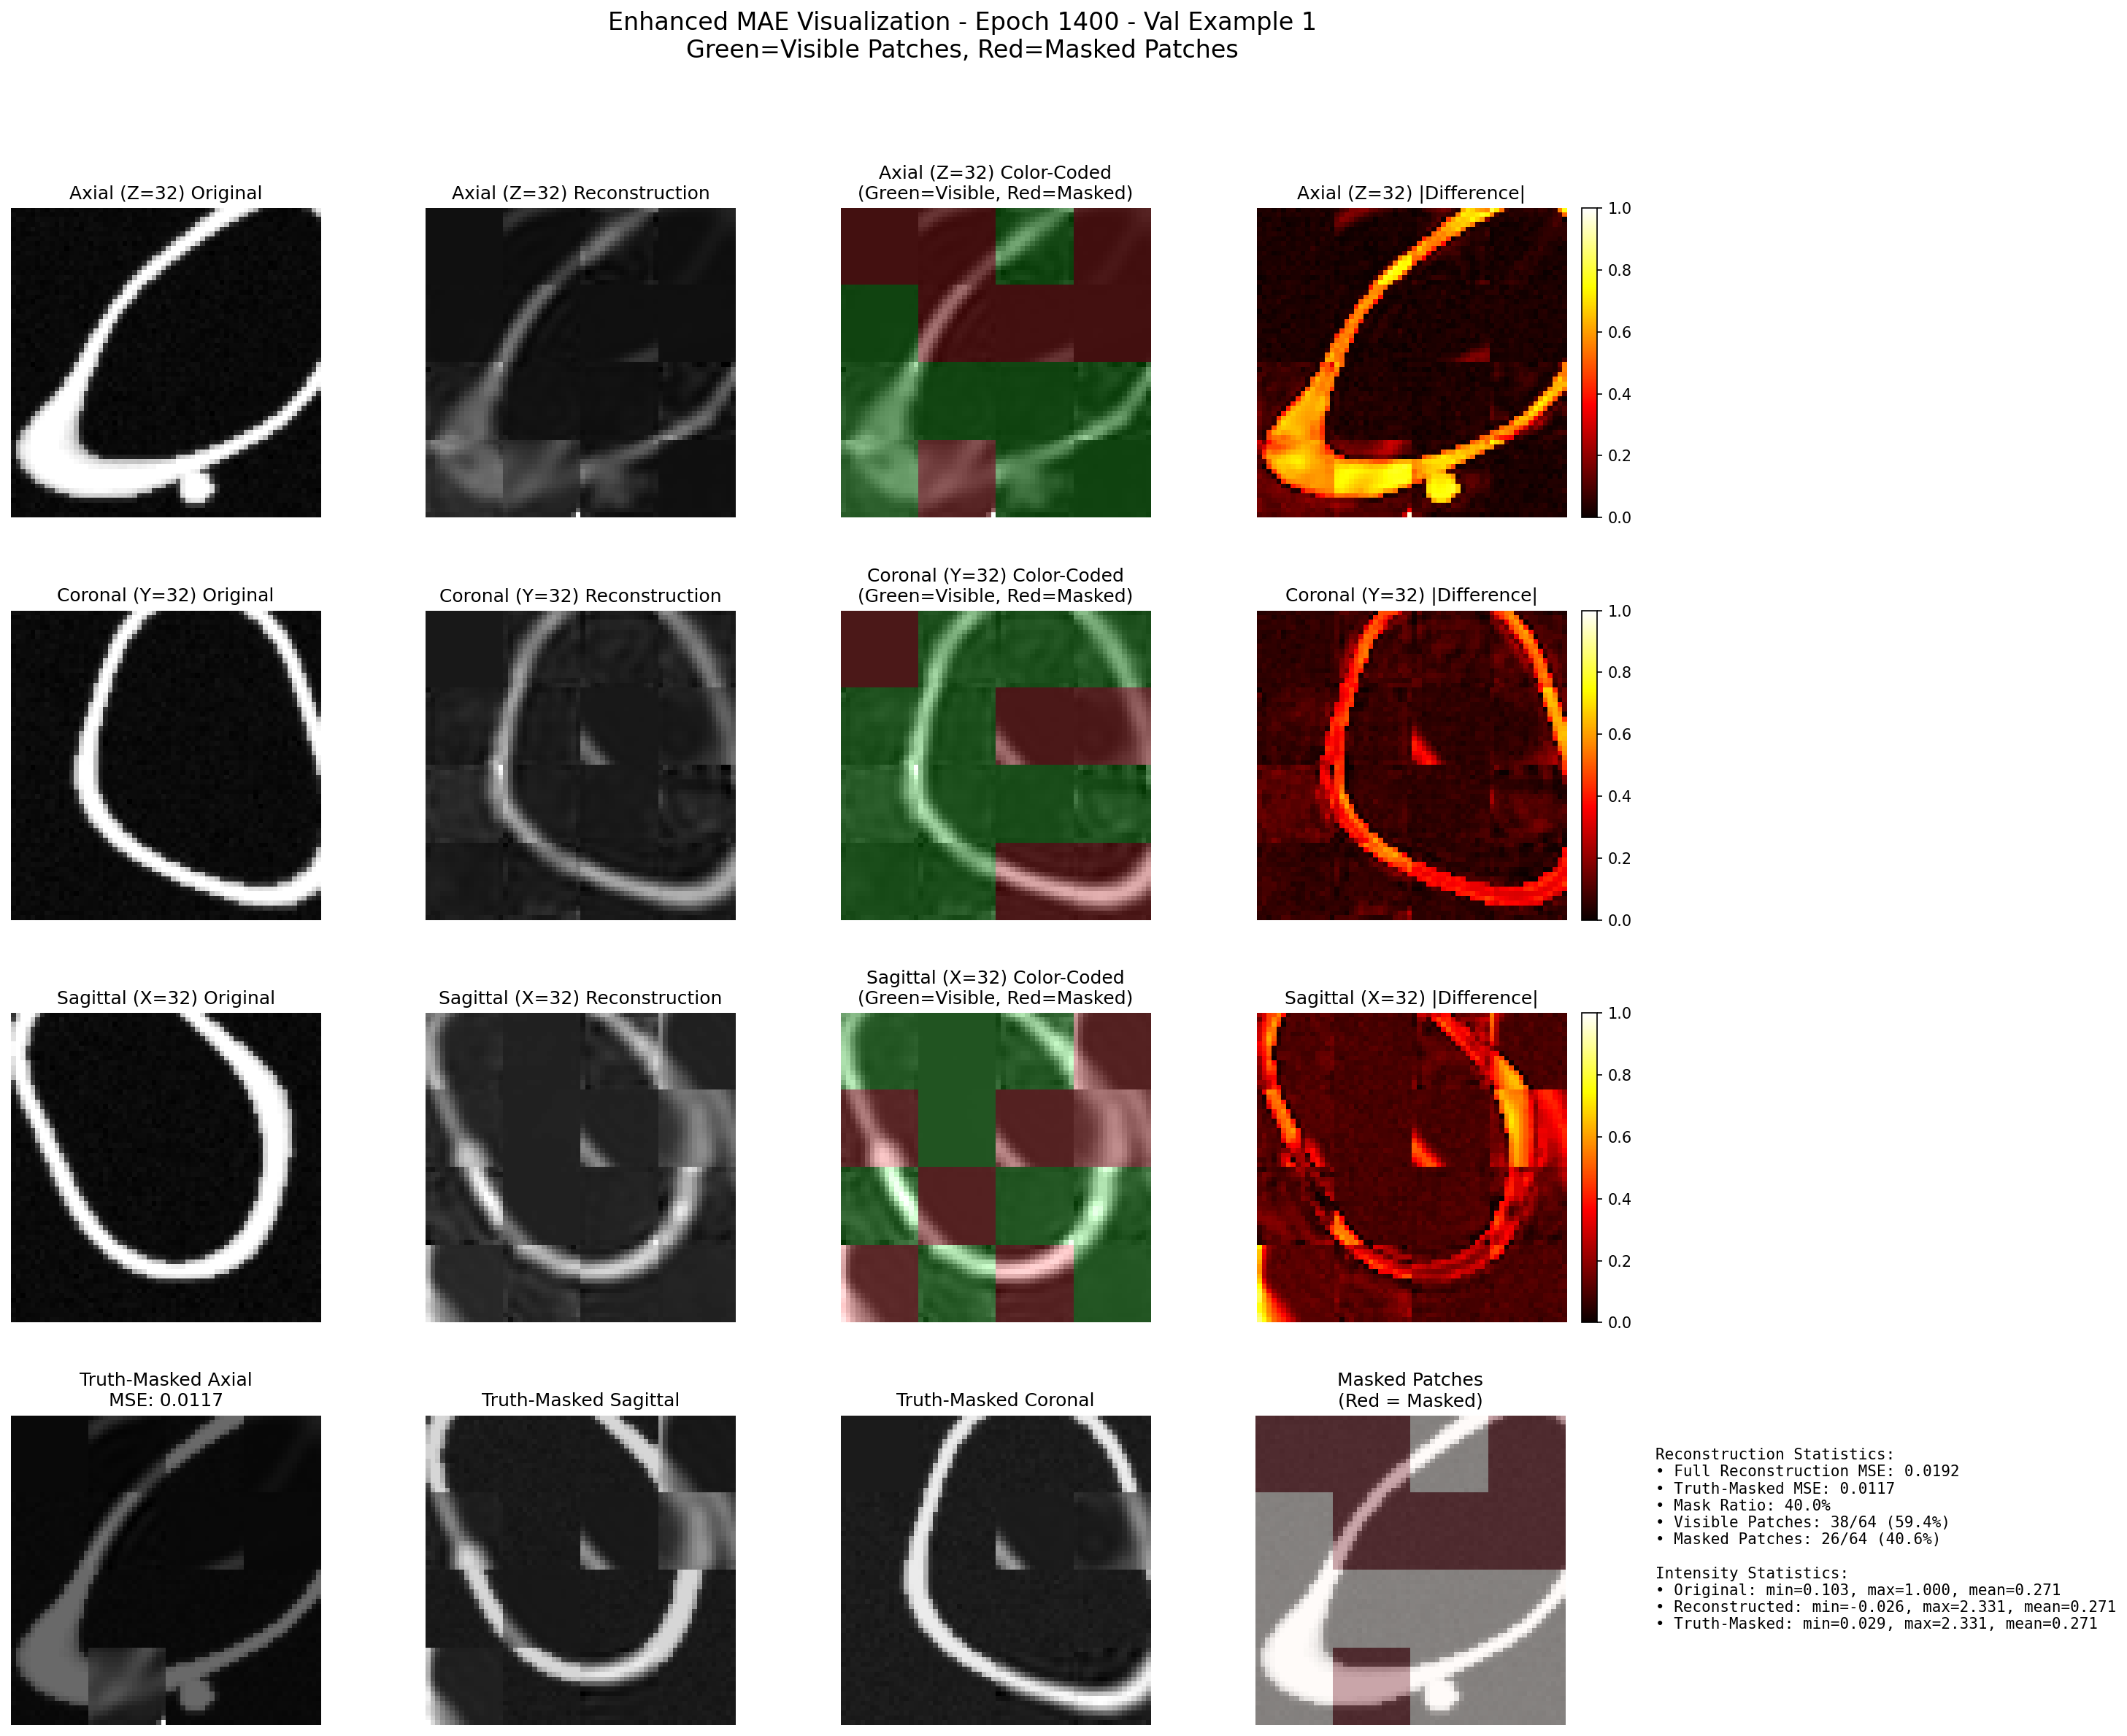 Enhanced MAE Visualization - Epoch 1400 - Val Example 1
Green=Visible Patches, Red=Masked Patches
Axial (Z=32) Original
Axial (Z=32) Reconstruction
Axial (Z=32) Color-Coded
(Green=Visible, Red=Masked)
Axial (Z=32) |Difference|
1.0
0.8
0.6
0.4
0.2
0.0
Coronal (Y=32) Original
Coronal (Y=32) Reconstruction
Coronal (Y=32) Color-Coded
(Green=Visible, Red=Masked)
Coronal (Y=32) |Difference|
1.0
0.8
0.6
0.4
0.2
0.0
Sagittal (X=32) Original
Sagittal (X=32) Reconstruction
Sagittal (X=32) Color-Coded
(Green=Visible, Red=Masked)
Sagittal (X=32) |Difference|
1.0
0.8
0.6
0.4
0.2
0.0
Truth-Masked Axial
MSE: 0.0117
Truth-Masked Sagittal
Truth-Masked Coronal
Masked Patches
(Red = Masked)
Reconstruction Statistics:
• Full Reconstruction MSE: 0.0192
• Truth-Masked MSE: 0.0117
• Mask Ratio: 40.0%
• Visible Patches: 38/64 (59.4%)
• Masked Patches: 26/64 (40.6%)
Intensity Statistics:
• Original: min=0.103, max=1.000, mean=0.271
• Reconstructed: min=-0.026, max=2.331, mean=0.271
• Truth-Masked: min=0.029, max=2.331, mean=0.271